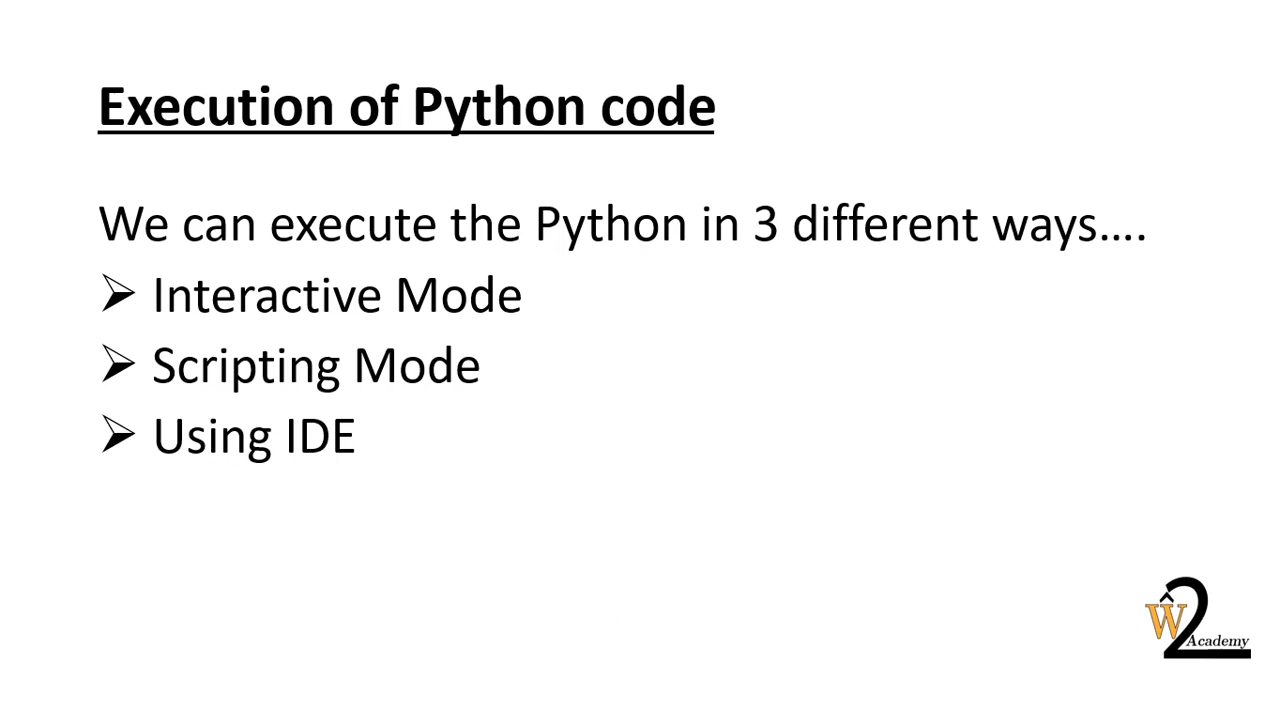 Execution of Python code
We can execute the Python in 3 different ways....
➢ Interactive Mode
➢ Scripting Mode
➢ Using IDE
Ŵ2
Academy